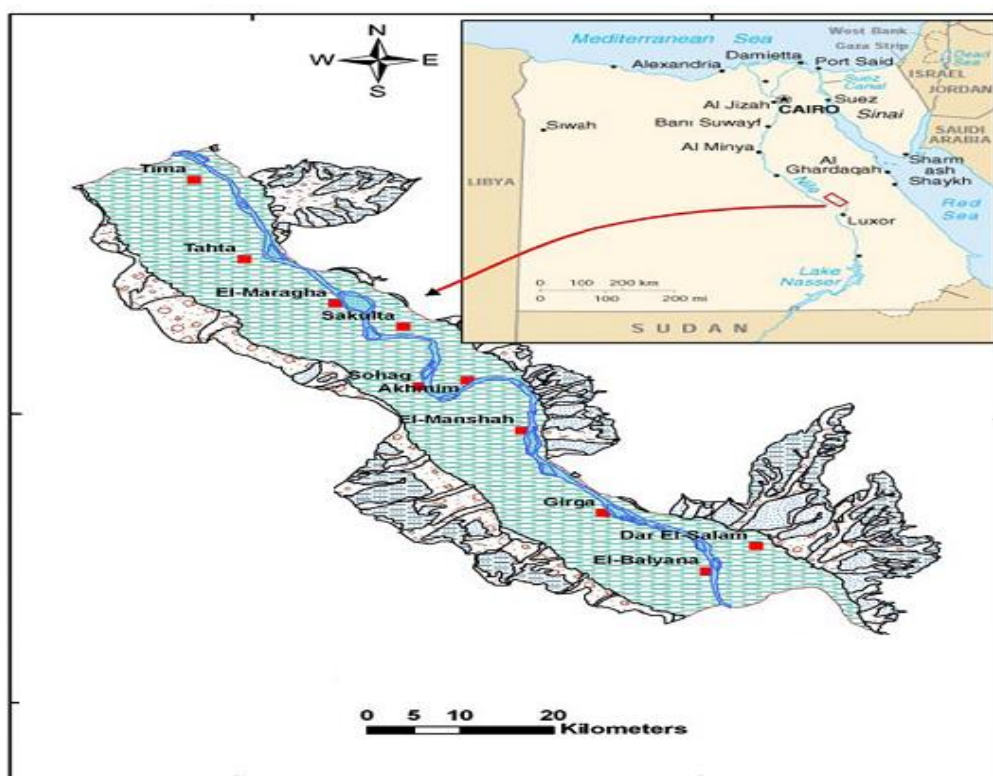 N
W E
S
Tima
Tahta
El-Maragha
Sakulta
Sohag
Akhmim
El-Manshah
Girga
Dar El-Salam
El-Balyana
0 5 10 20
Kilometers
Mediterranean Sea
West Bank
Gaza Strip
Dead
Sea
Damietta
Port Said
Alexandria
Suez
Canal
ISRAEL
JORDAN
Al Jizah
CAIRO
Suez
Sinai
Siwah
Bani Suwayf
SAUDI
ARABIA
Al Minya
Al
Ghardaqah
Sharm
ash
Shaykh
LIBYA
Nile
Red
Sea
Luxor
Lake
Nasser
0 100 200 km
0 100 200 mi
SUDAN